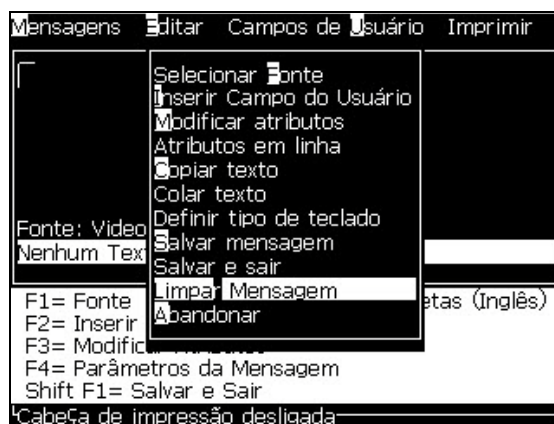 Mensagens Editar Campos de Usuário Imprimir
Selecionar Fonte
Inserir Campo do Usuário
Modificar atributos
Atributos em linha
Copiar texto
Colar texto
Definir tipo de teclado
Salvar mensagem
Salvar e sair
Limpar Mensagem
Abandonar
Fonte: Video
Nenhum
F1= Fonte etas (Inglês)
F2= Inserir
F3=
F4= Parâmetros da Mensagem
Shift F1= Salvar e Sair
Cabeça de impressão desligada